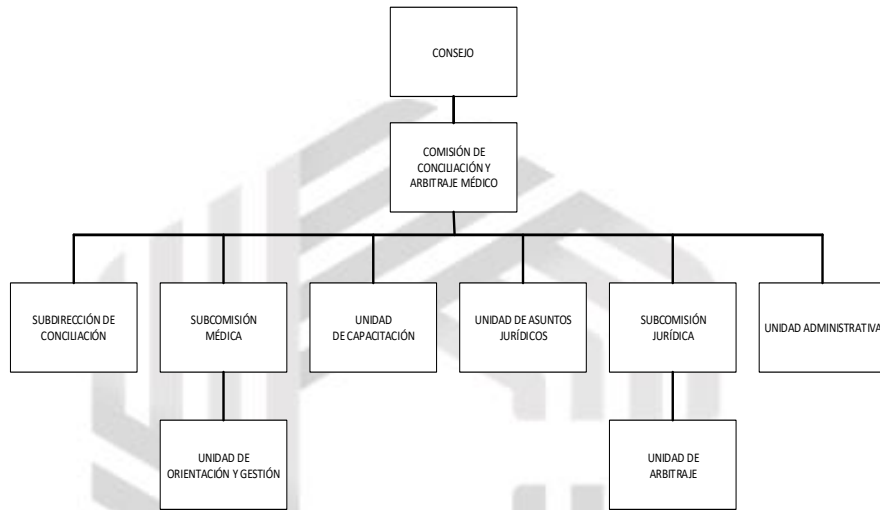 CONSEJO
COMISIÓN DE
CONCILIACIÓN Y
ARBITRAJE MÉDICO
SUBDIRECCIÓN DE
CONCILIACIÓN
SUBCOMISIÓN
MÉDICA
UNIDAD
DE CAPACITACIÓN
UNIDAD DE ASUNTOS
JURÍDICOS
SUBCOMISIÓN
JURÍDICA
UNIDAD ADMINISTRATIVA
UNIDAD DE
ORIENTACIÓN Y GESTIÓN
UNIDAD DE
ARBITRAJE